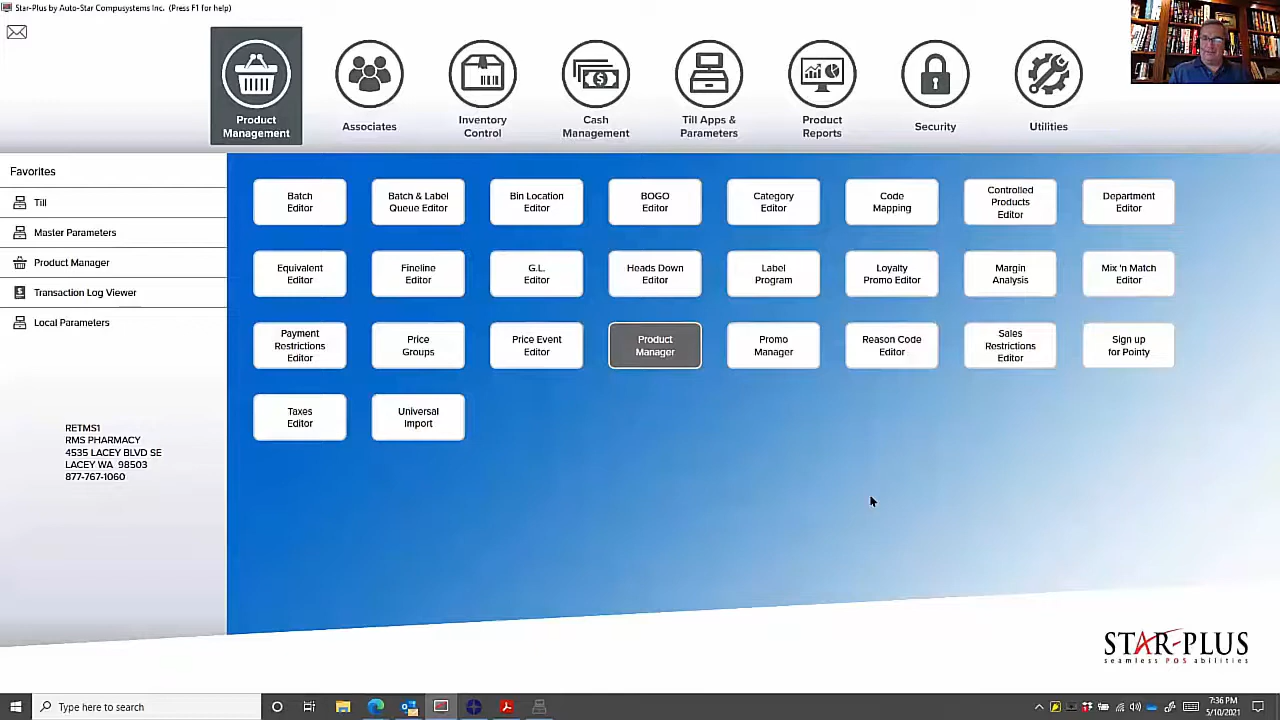 Star-Plus by Auto-Star Compusystems Inc. (Press F1 for help)
Product
Management
Associates
Inventory
Control
Cash
Management
Till Apps &
Parameters
Product
Reports
Security
Utilities
Favorites
Till
Master Parameters
Product Manager
Transaction Log Viewer
Local Parameters
RETMS1
RMS PHARMACY
4535 LACEY BLVD SE
LACEY WA 98503
877-767-1060
Batch
Editor
Batch & Label
Queue Editor
Bin Location
Editor
BOGO
Editor
Category
Editor
Code
Mapping
Controlled
Products
Editor
Department
Editor
Equivalent
Editor
Fineline
Editor
G.L.
Editor
Heads Down
Editor
Label
Program
Loyalty
Promo Editor
Margin
Analysis
Mix 'n Match
Editor
Payment
Restrictions
Editor
Price
Groups
Price Event
Editor
Product
Manager
Promo
Manager
Reason Code
Editor
Sales
Restrictions
Editor
Sign up
for Pointy
Taxes
Editor
Universal
Import
STAR-PLUS
seamless POS abilities
Type here to search
7:36 PM
5/10/2021